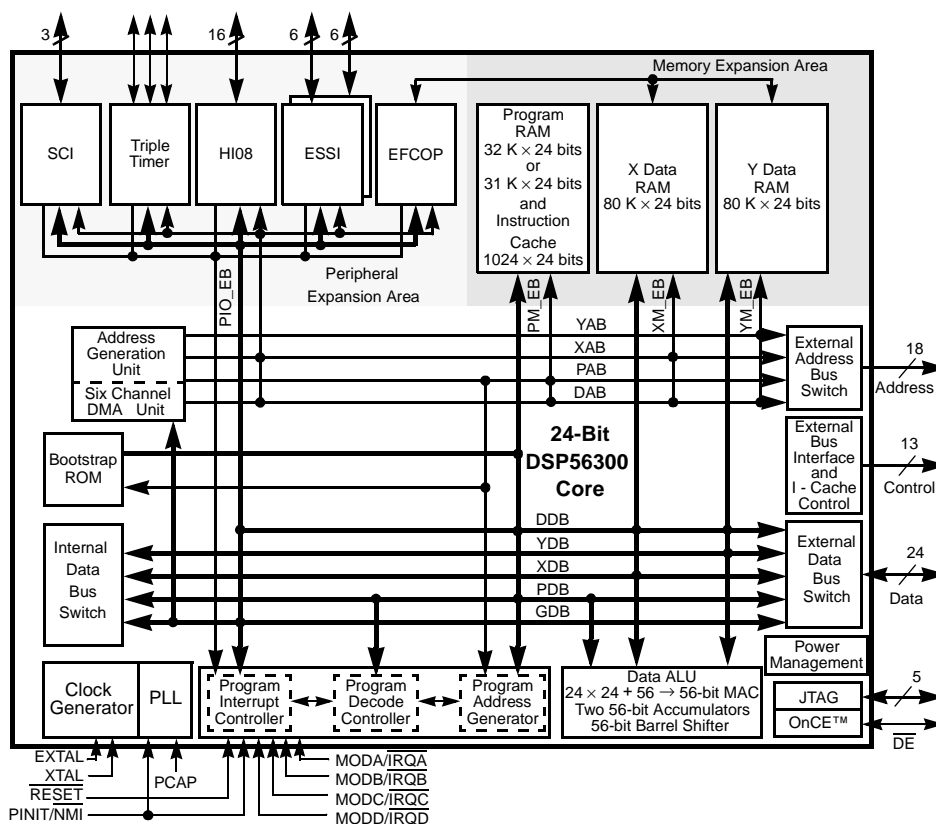 3
16
6
6
Memory Expansion Area
SCI
Triple
Timer
HI08
ESSI
EFCOP
Program
RAM
32 K × 24 bits
or
31 K × 24 bits
and
Instruction
Cache
1024 × 24 bits
X Data
RAM
80 K × 24 bits
Y Data
RAM
80 K × 24 bits
Peripheral
Expansion Area
PIO_EB
PM_EB
XM_EB
YM_EB
Address
Generation
Unit
Six Channel
DMA Unit
YAB
XAB
PAB
DAB
External
Address
Bus
Switch
18
Address
Bootstrap
ROM
24-Bit
DSP56300
Core
External
Bus
Interface
and
I - Cache
Control
13
Control
Internal
Data
Bus
Switch
DDB
YDB
XDB
PDB
GDB
External
Data
Bus
Switch
24
Data
Power
Management
Clock
Generator
PLL
Program
Interrupt
Controller
Program
Decode
Controller
Program
Address
Generator
Data ALU
24 × 24 + 56 → 56-bit MAC
Two 56-bit Accumulators
56-bit Barrel Shifter
JTAG
OnCE™
5
DE
EXTAL
XTAL
RESET
PINIT/NMI
PCAP
MODA/IRQA
MODB/IRQB
MODC/IRQC
MODD/IRQD